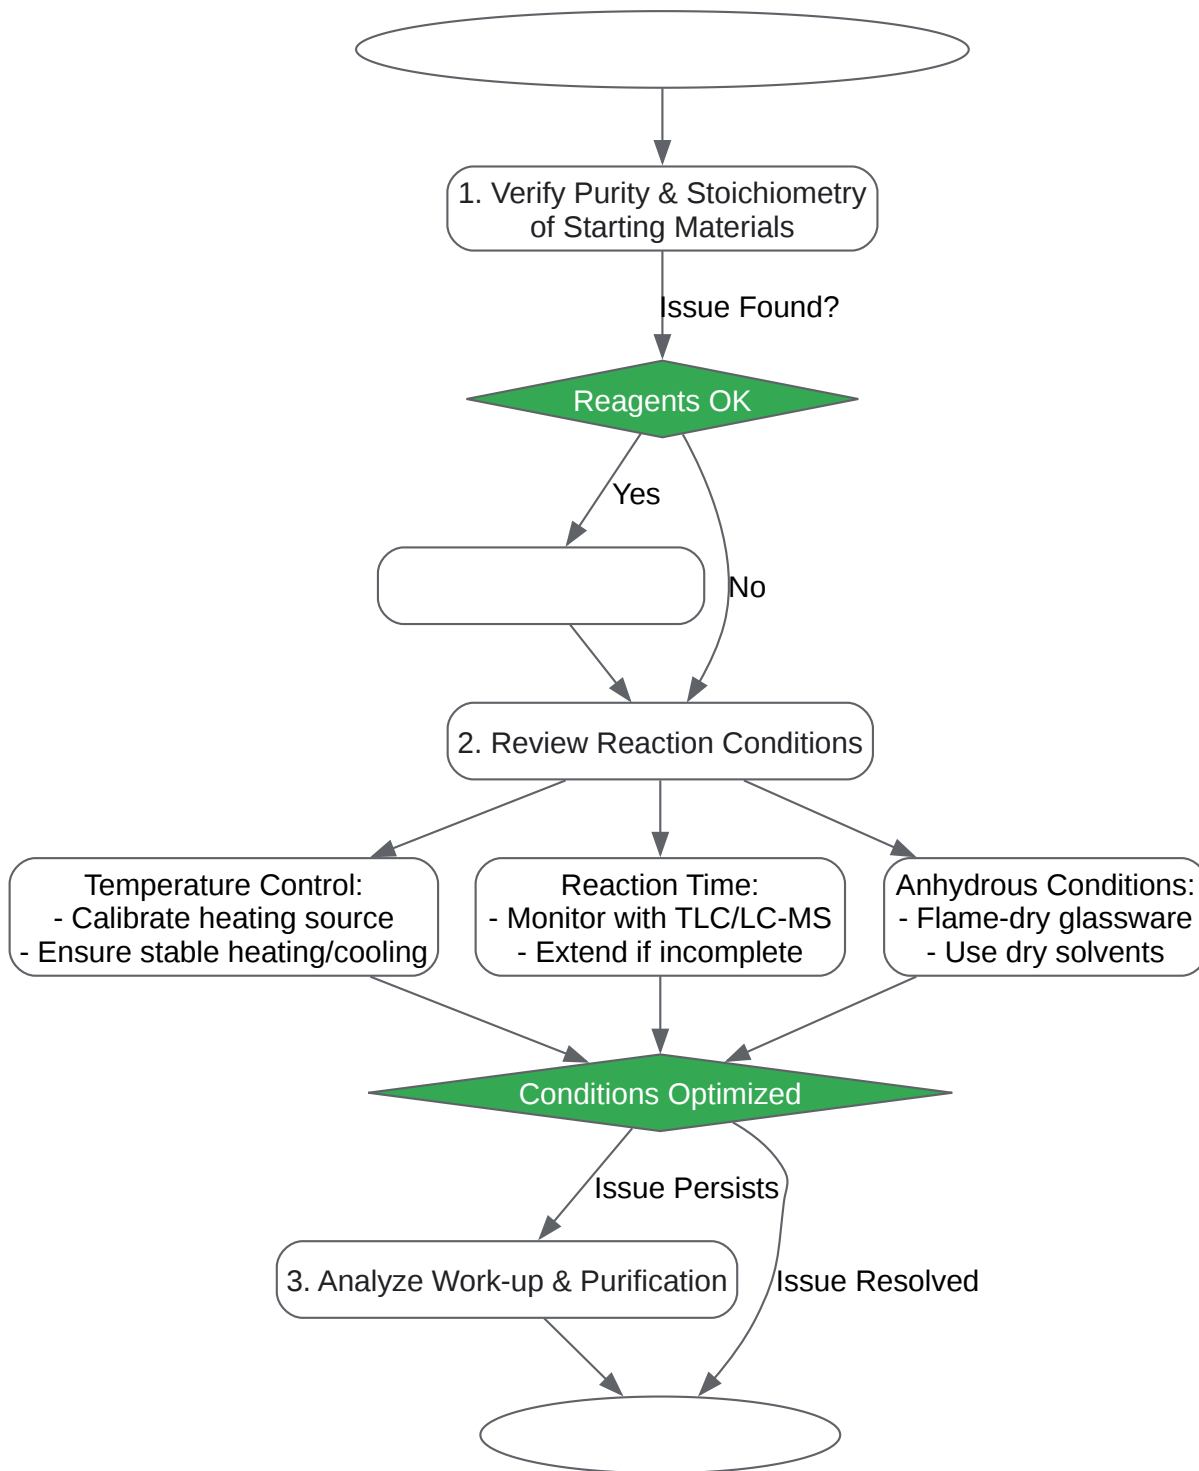 1. Verify Purity & Stoichiometry
of Starting Materials
Issue Found?
Reagents OK
Yes
No
2. Review Reaction Conditions
Temperature Control:
- Calibrate heating source
- Ensure stable heating/cooling
Reaction Time:
- Monitor with TLC/LC-MS
- Extend if incomplete
Anhydrous Conditions:
- Flame-dry glassware
- Use dry solvents
Conditions Optimized
Issue Persists
3. Analyze Work-up & Purification
Issue Resolved